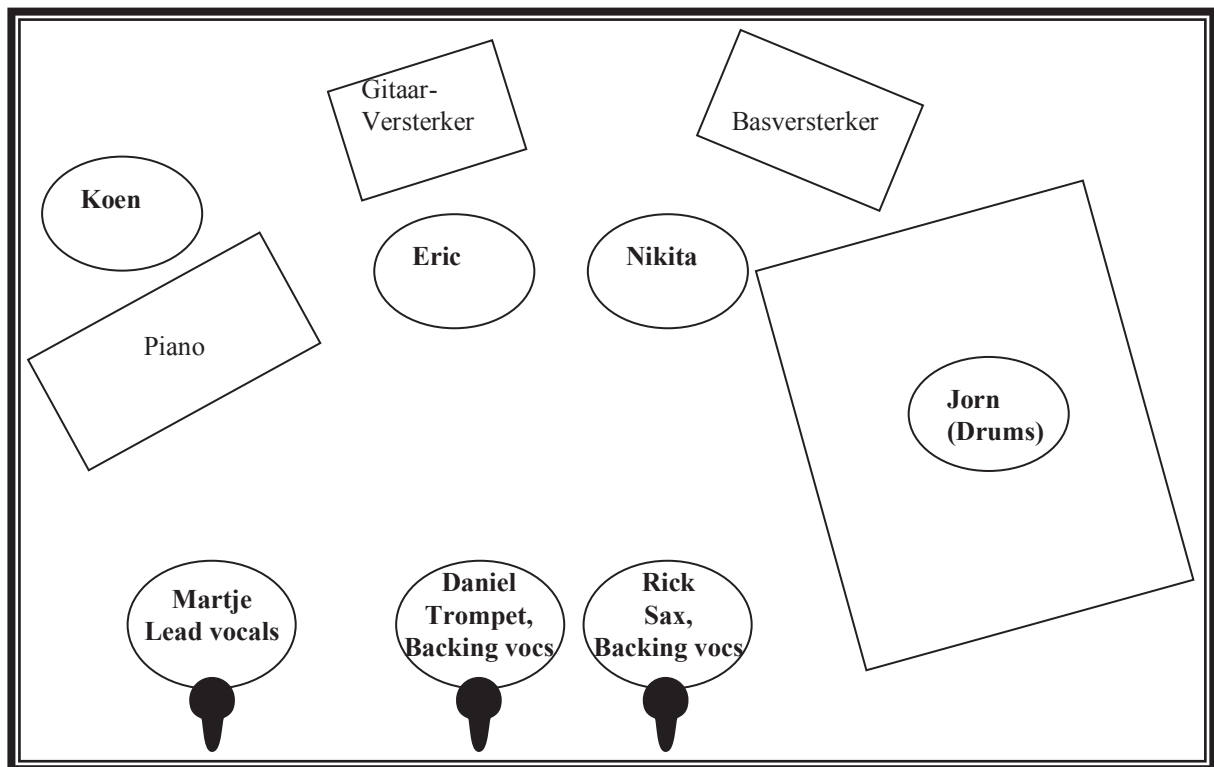 Gitaar-
Versterker
Basversterker
Koen
Eric
Nikita
Piano
Jorn
(Drums)
Martje
Lead vocals
Daniel
Trompet,
Backing vocs
Rick
Sax,
Backing vocs